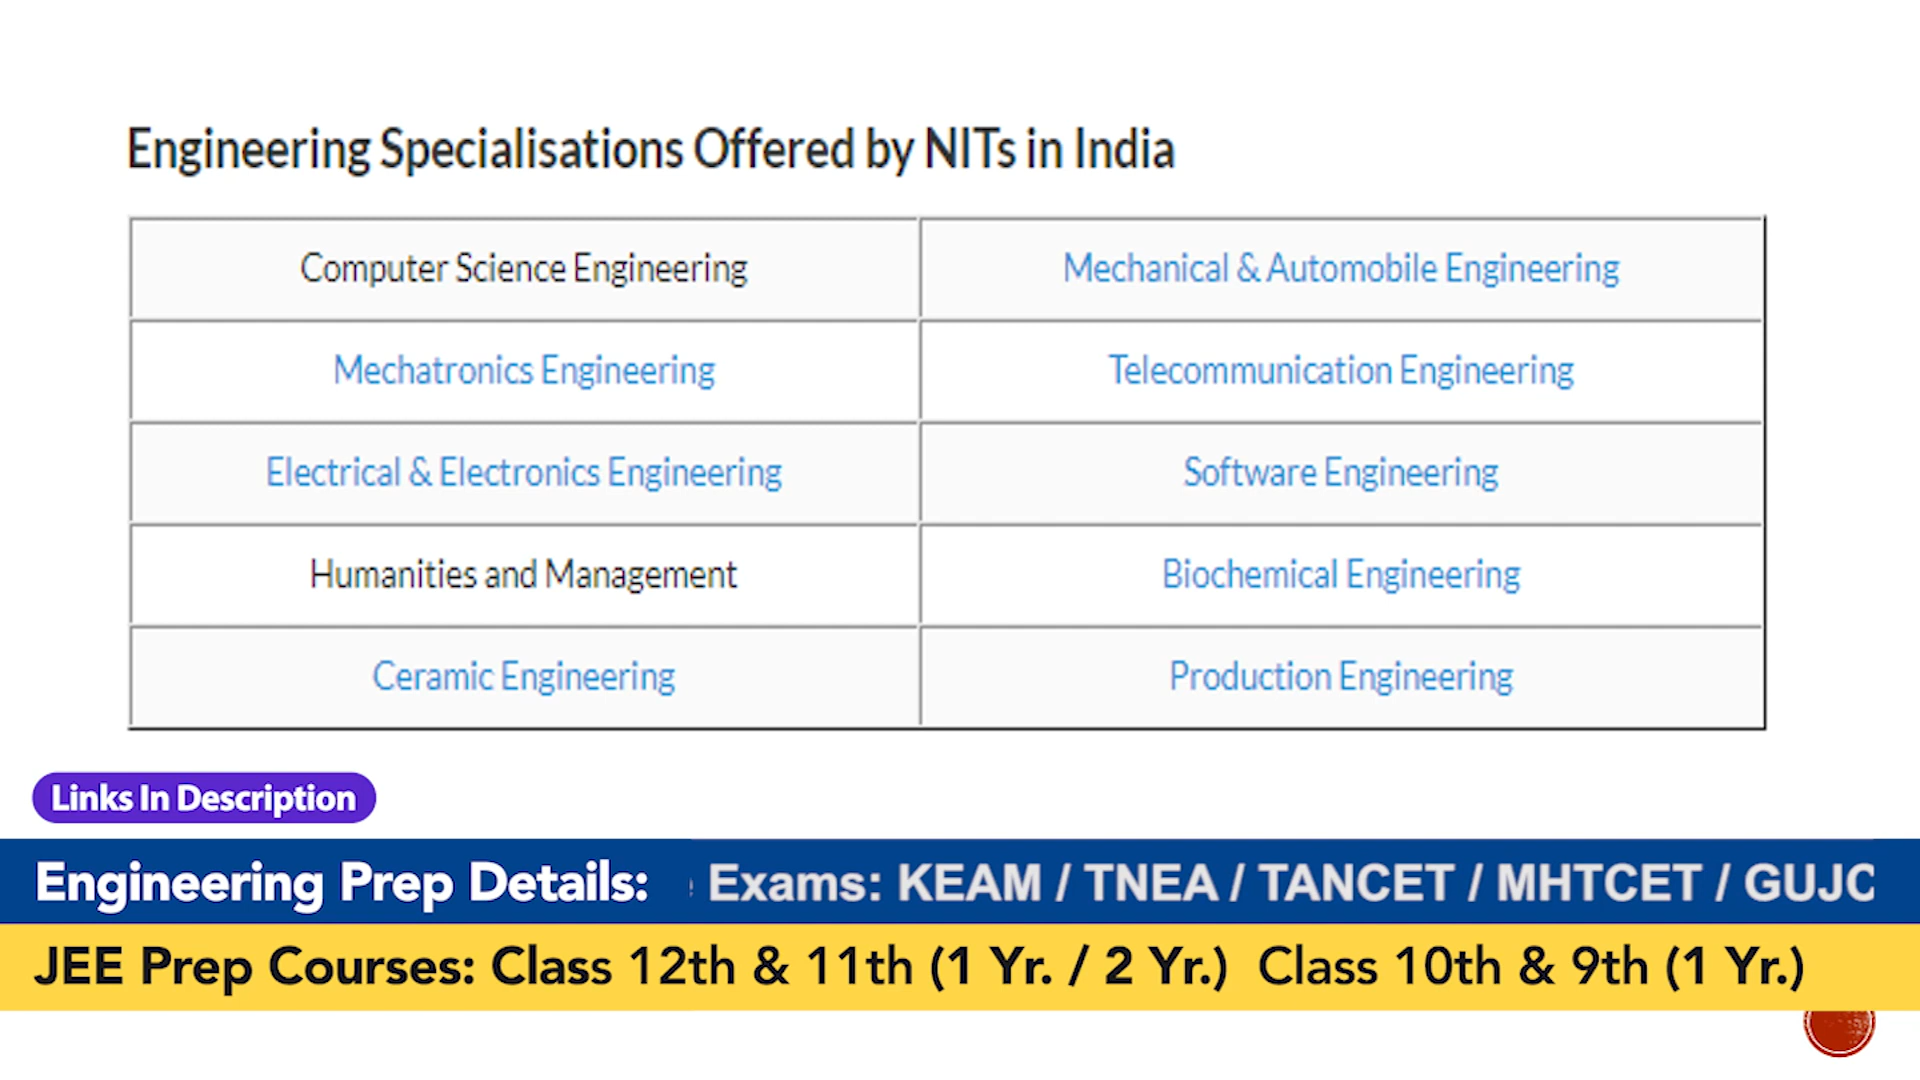 Engineering Specialisations Offered by NITs in India
Computer Science Engineering
Mechanical & Automobile Engineering
Mechatronics Engineering
Telecommunication Engineering
Electrical & Electronics Engineering
Software Engineering
Humanities and Management
Biochemical Engineering
Ceramic Engineering
Production Engineering
Links In Description
Engineering Prep Details: Exams: KEAM / TNEA / TANCET / MHTCET /
JEE Prep Courses: Class 12th & 11th (1 Yr. / 2 Yr.) Class 10th & 9th (1 Yr.)